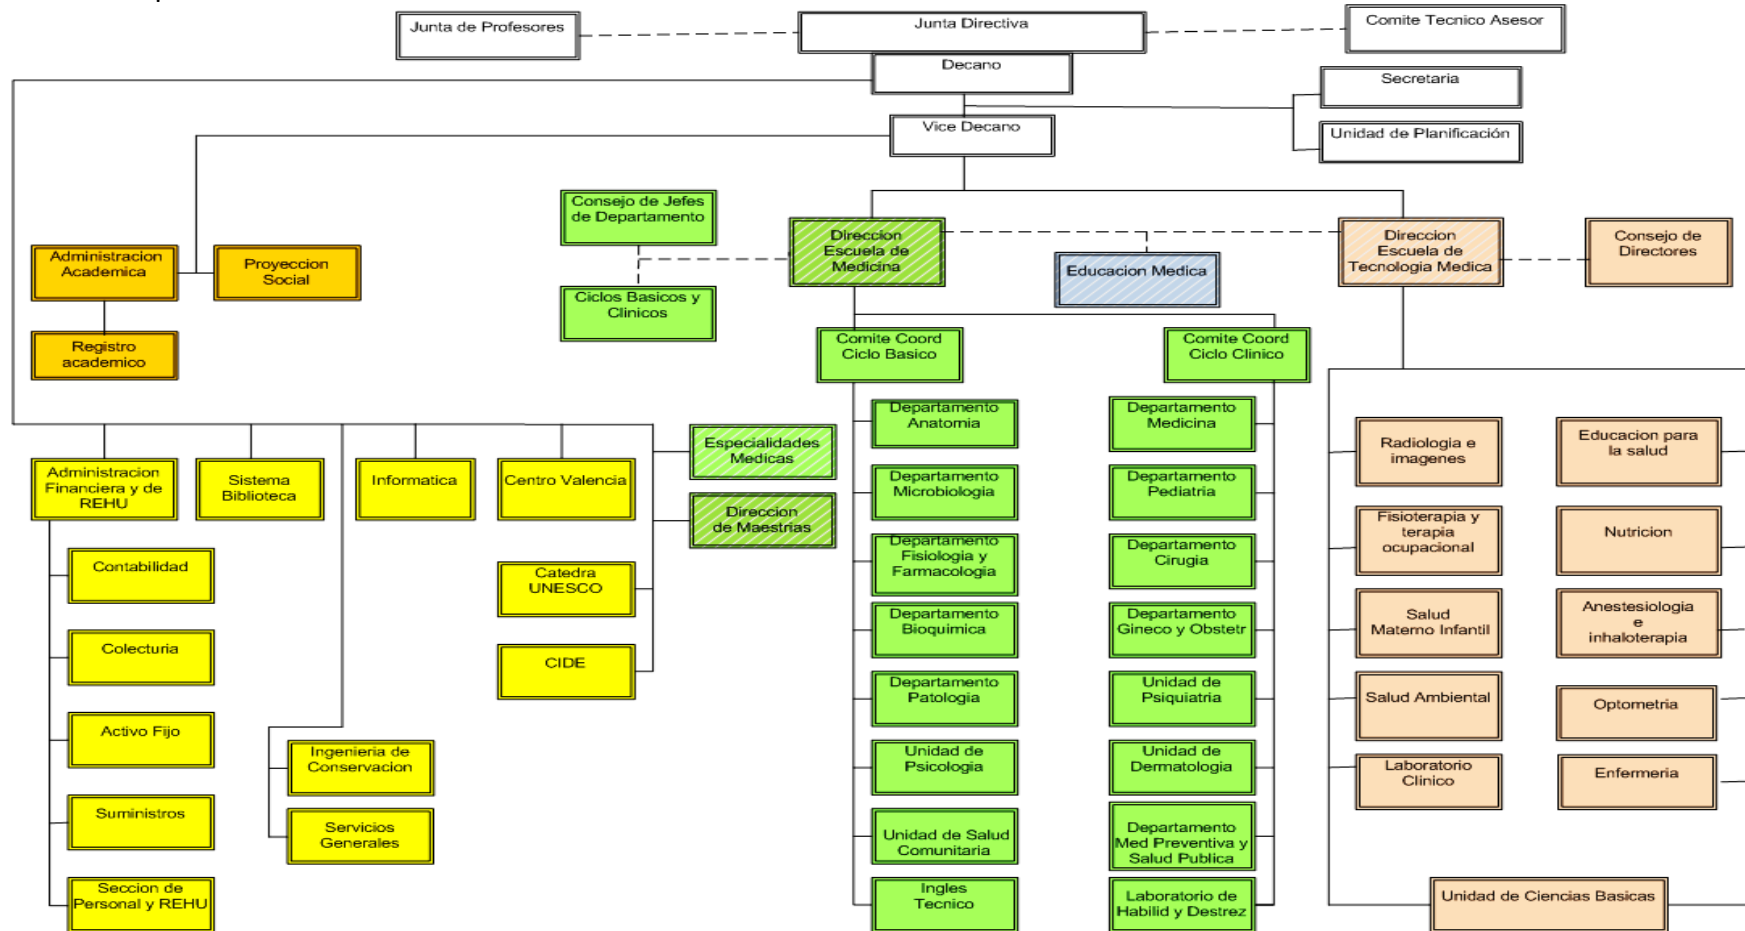 Junta de Profesores
Junta Directiva
Comite Tecnico Asesor
Decano
Secretaria
Vice Decano
Unidad de Planificación
Consejo de Jefes
de Departamento
Direccion
Escuela de
Medicina
Direccion
Escuela de
Tecnologia Medica
Consejo de
Directores
Administracion
Academica
Proyeccion
Social
Educacion Medica
Ciclos Basicos y
Clinicos
Registro
academico
Comite Coord
Ciclo Basico
Comite Coord
Ciclo Clinico
Departamento
Anatomia
Departamento
Medicina
Radiologia e
imagenes
Educacion para
la salud
Especialidades
Medicas
Administracion
Financiera y de
REHU
Sistema
Biblioteca
Informatica
Centro Valencia
Departamento
Microbiologia
Departamento
Pediatria
Direccion
de Maestrias
Fisioterapia y
terapia
ocupacional
Nutricion
Contabilidad
Catedra
UNESCO
Departamento
Fisiologia y
Farmacologia
Departamento
Cirugia
Departamento
Bioquimica
Departamento
Gineco y Obstetr
Salud
Materno Infantil
Anestesiologia
e
inhaloterapia
Colecturia
CIDE
Departamento
Patologia
Unidad de
Psiquiatria
Salud Ambiental
Optometria
Activo Fijo
Ingenieria de
Conservacion
Unidad de
Psicologia
Unidad de
Dermatologia
Laboratorio
Clinico
Enfermeria
Suministros
Servicios
Generales
Unidad de Salud
Comunitaria
Departamento
Med Preventiva y
Salud Publica
Seccion de
Personal y REHU
Ingles
Tecnico
Laboratorio de
Habilid y Destrez
Unidad de Ciencias Basicas